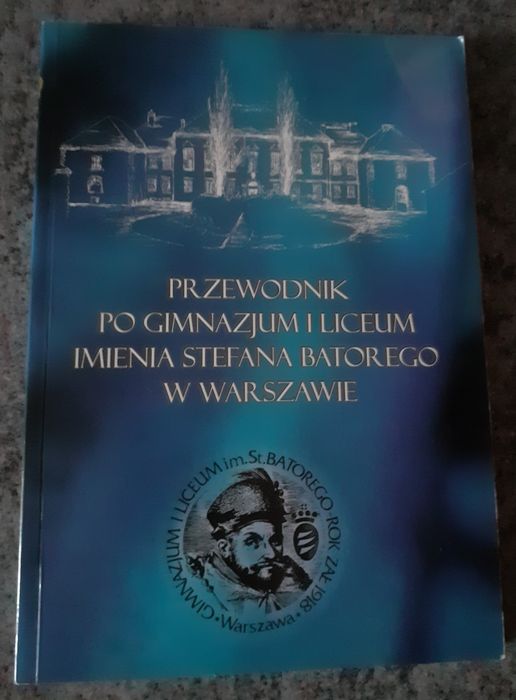 PRZEWODNIK
PO GIMNAZJUM I LICEUM
IMIENIA STEFANA BATOREGO
W WARSZAWIE
GIMNAZJUM I LICEUM im. St. BATOREGO - ROK ZAŁ. 1918
• Warszawa •